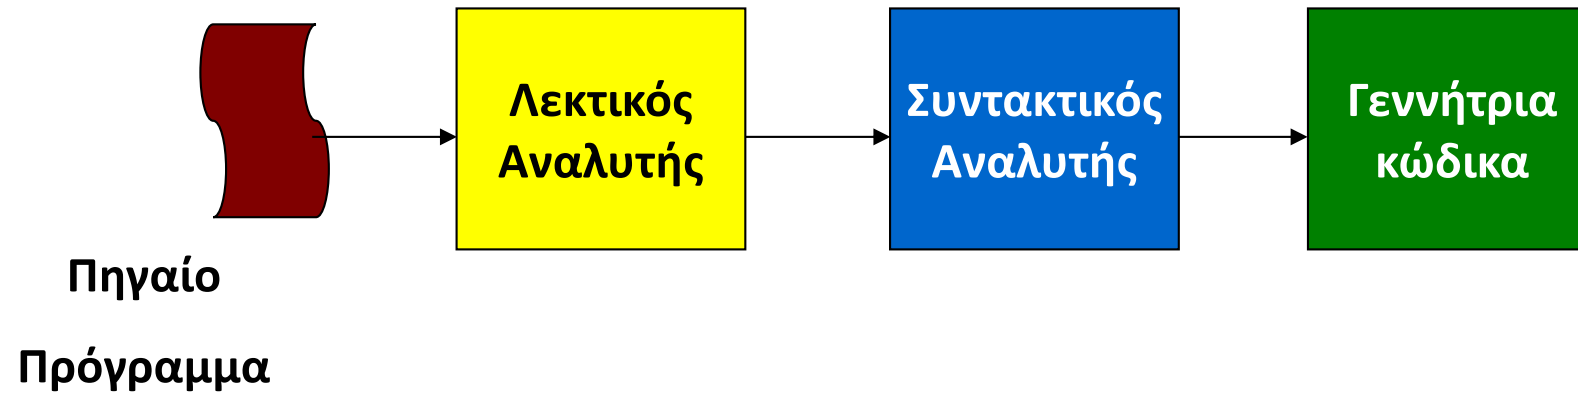 Λεκτικός
Αναλυτής
Συντακτικός
Αναλυτής
Γεννήτρια
κώδικα
Πηγαίο
Πρόγραμμα